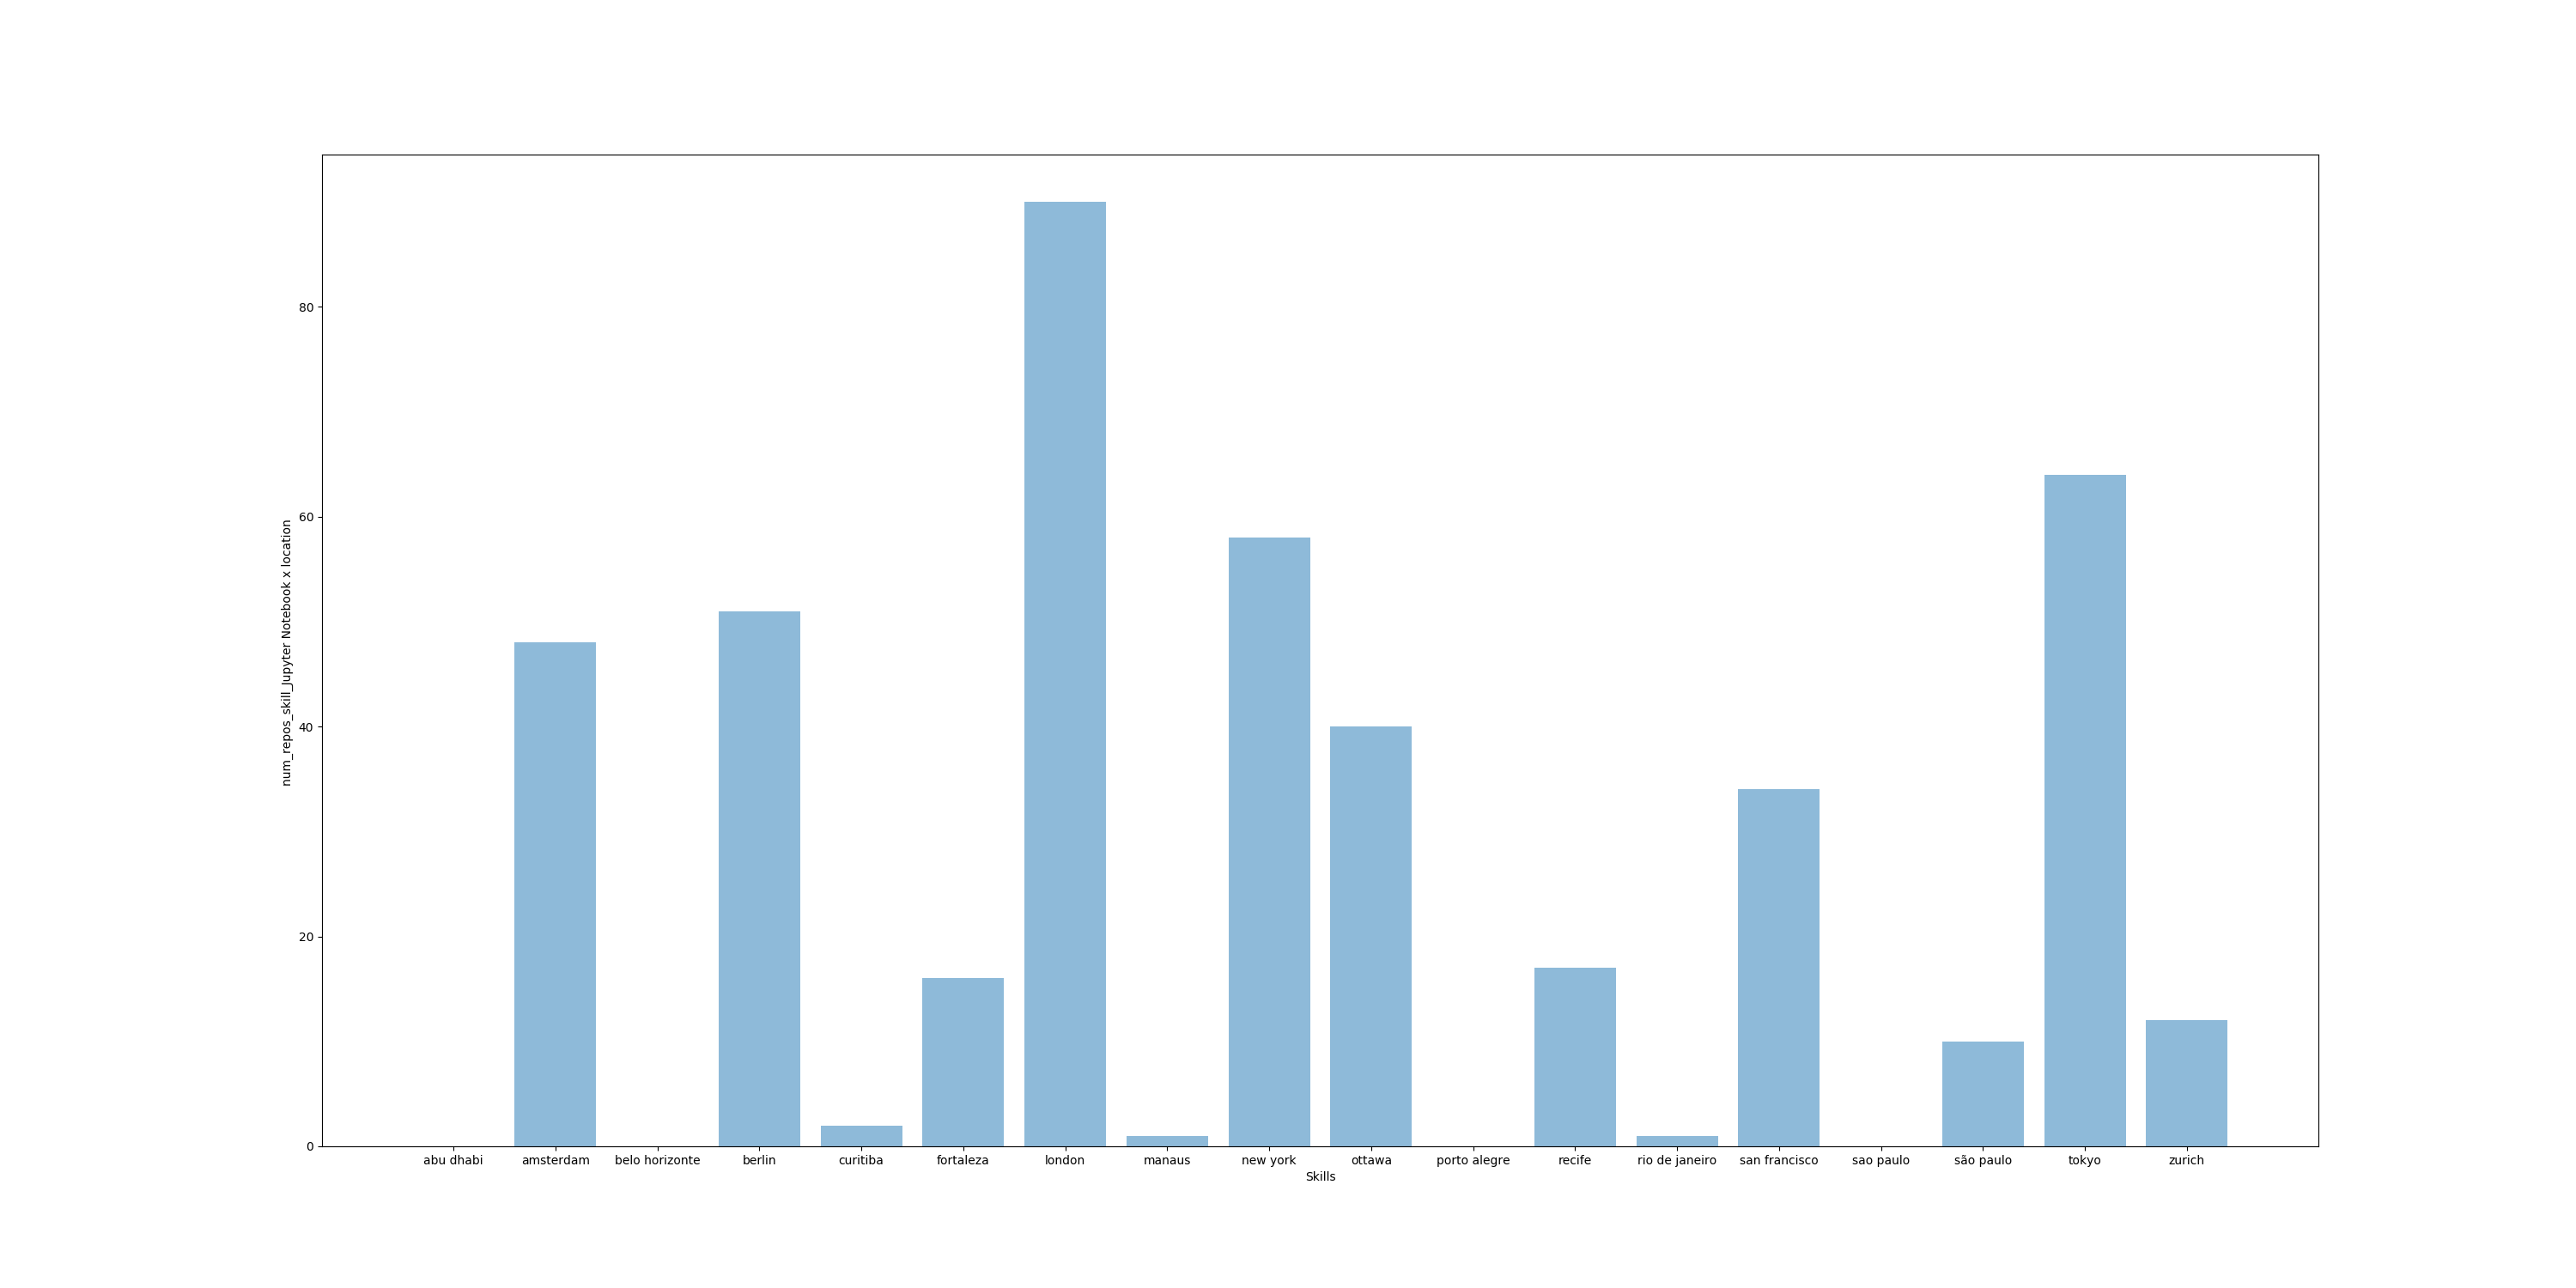 num_repos_skill_Jupyter Notebook x location
80
60
40
20
0
abu dhabi amsterdam belo horizonte berlin curitiba fortaleza london manaus new york ottawa porto alegre recife rio de janeiro san francisco sao paulo são paulo tokyo zurich
Skills